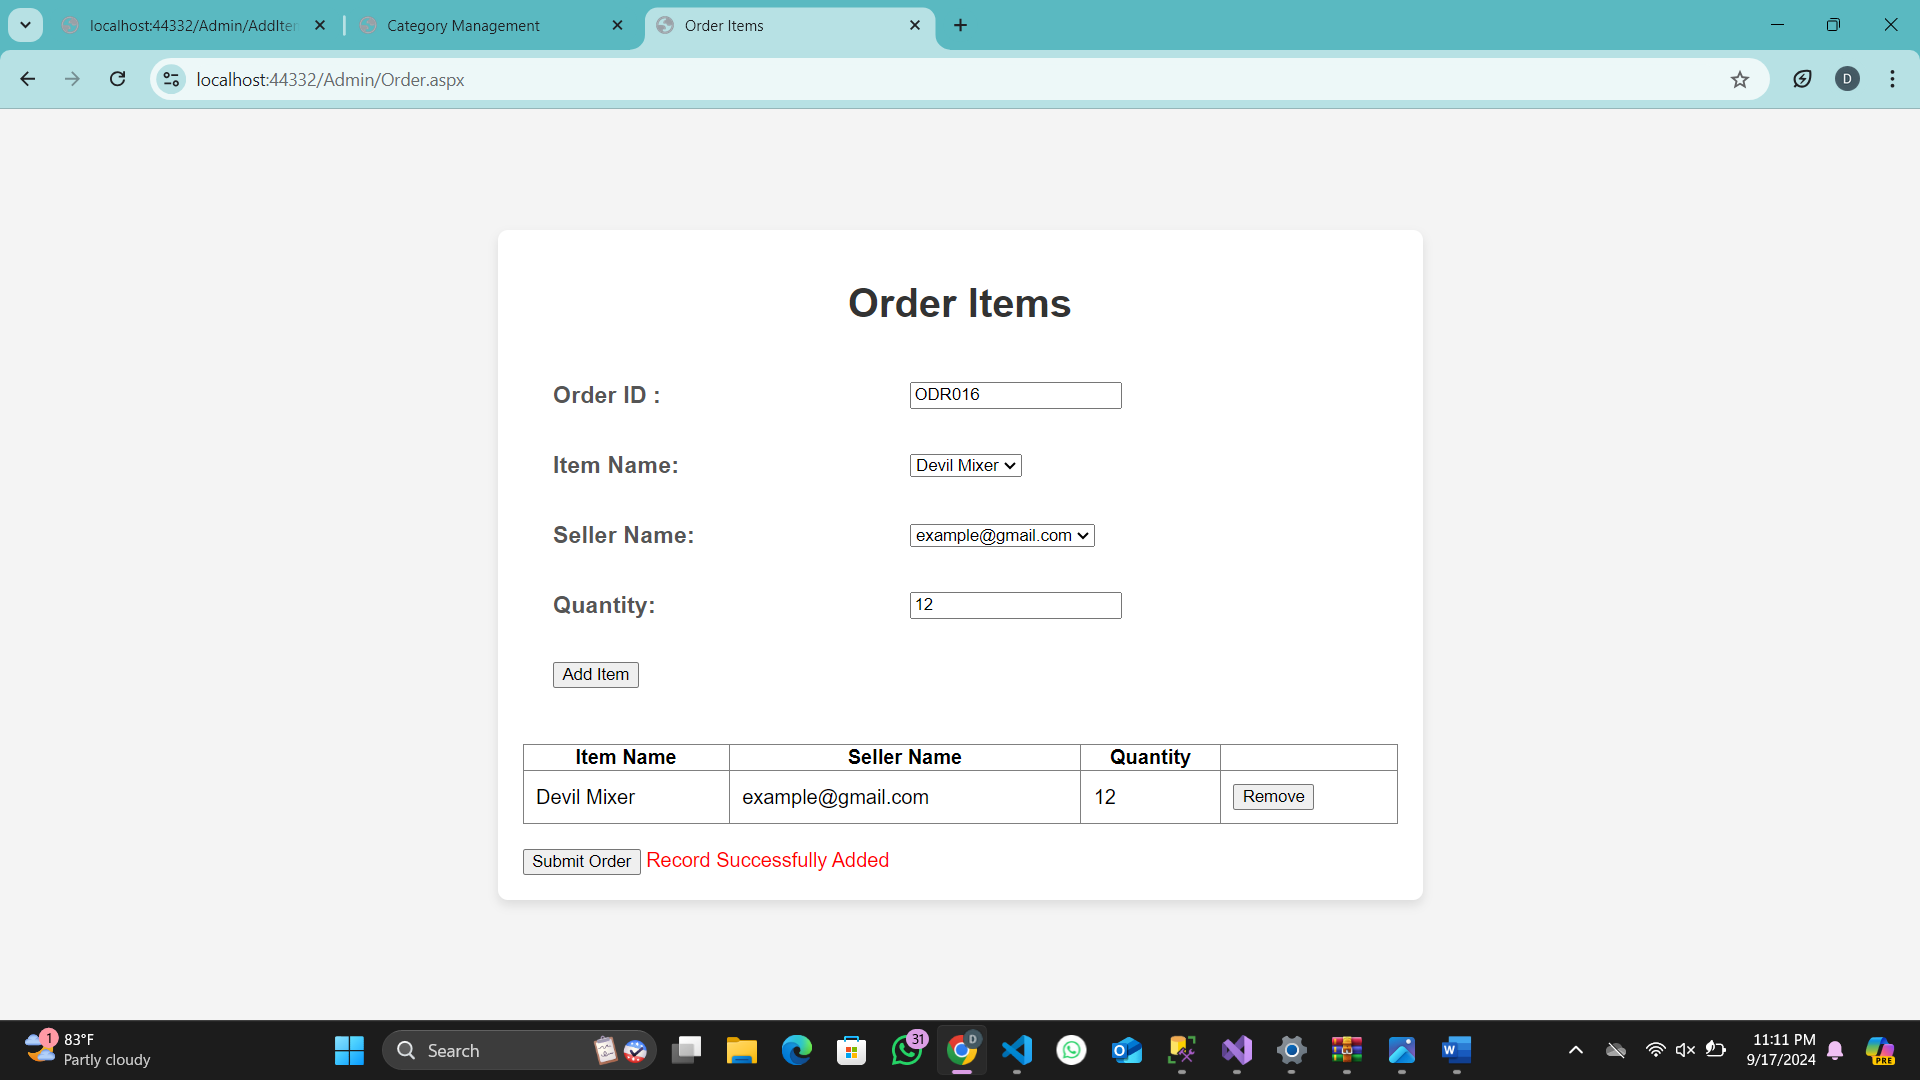 localhost:44332/Admin/AddIter
Category Management
Order Items
localhost:44332/Admin/Order.aspx
D
Order Items
Order ID :
ODR016
Item Name:
Devil Mixer
Seller Name:
example@gmail.com
Quantity:
12
Add Item
Item Name Seller Name Quantity
Devil Mixer example@gmail.com 12 Remove
Submit Order Record Successfully Added
1
83°F
Partly cloudy
Search
31
D
11:11 PM
9/17/2024
PRE